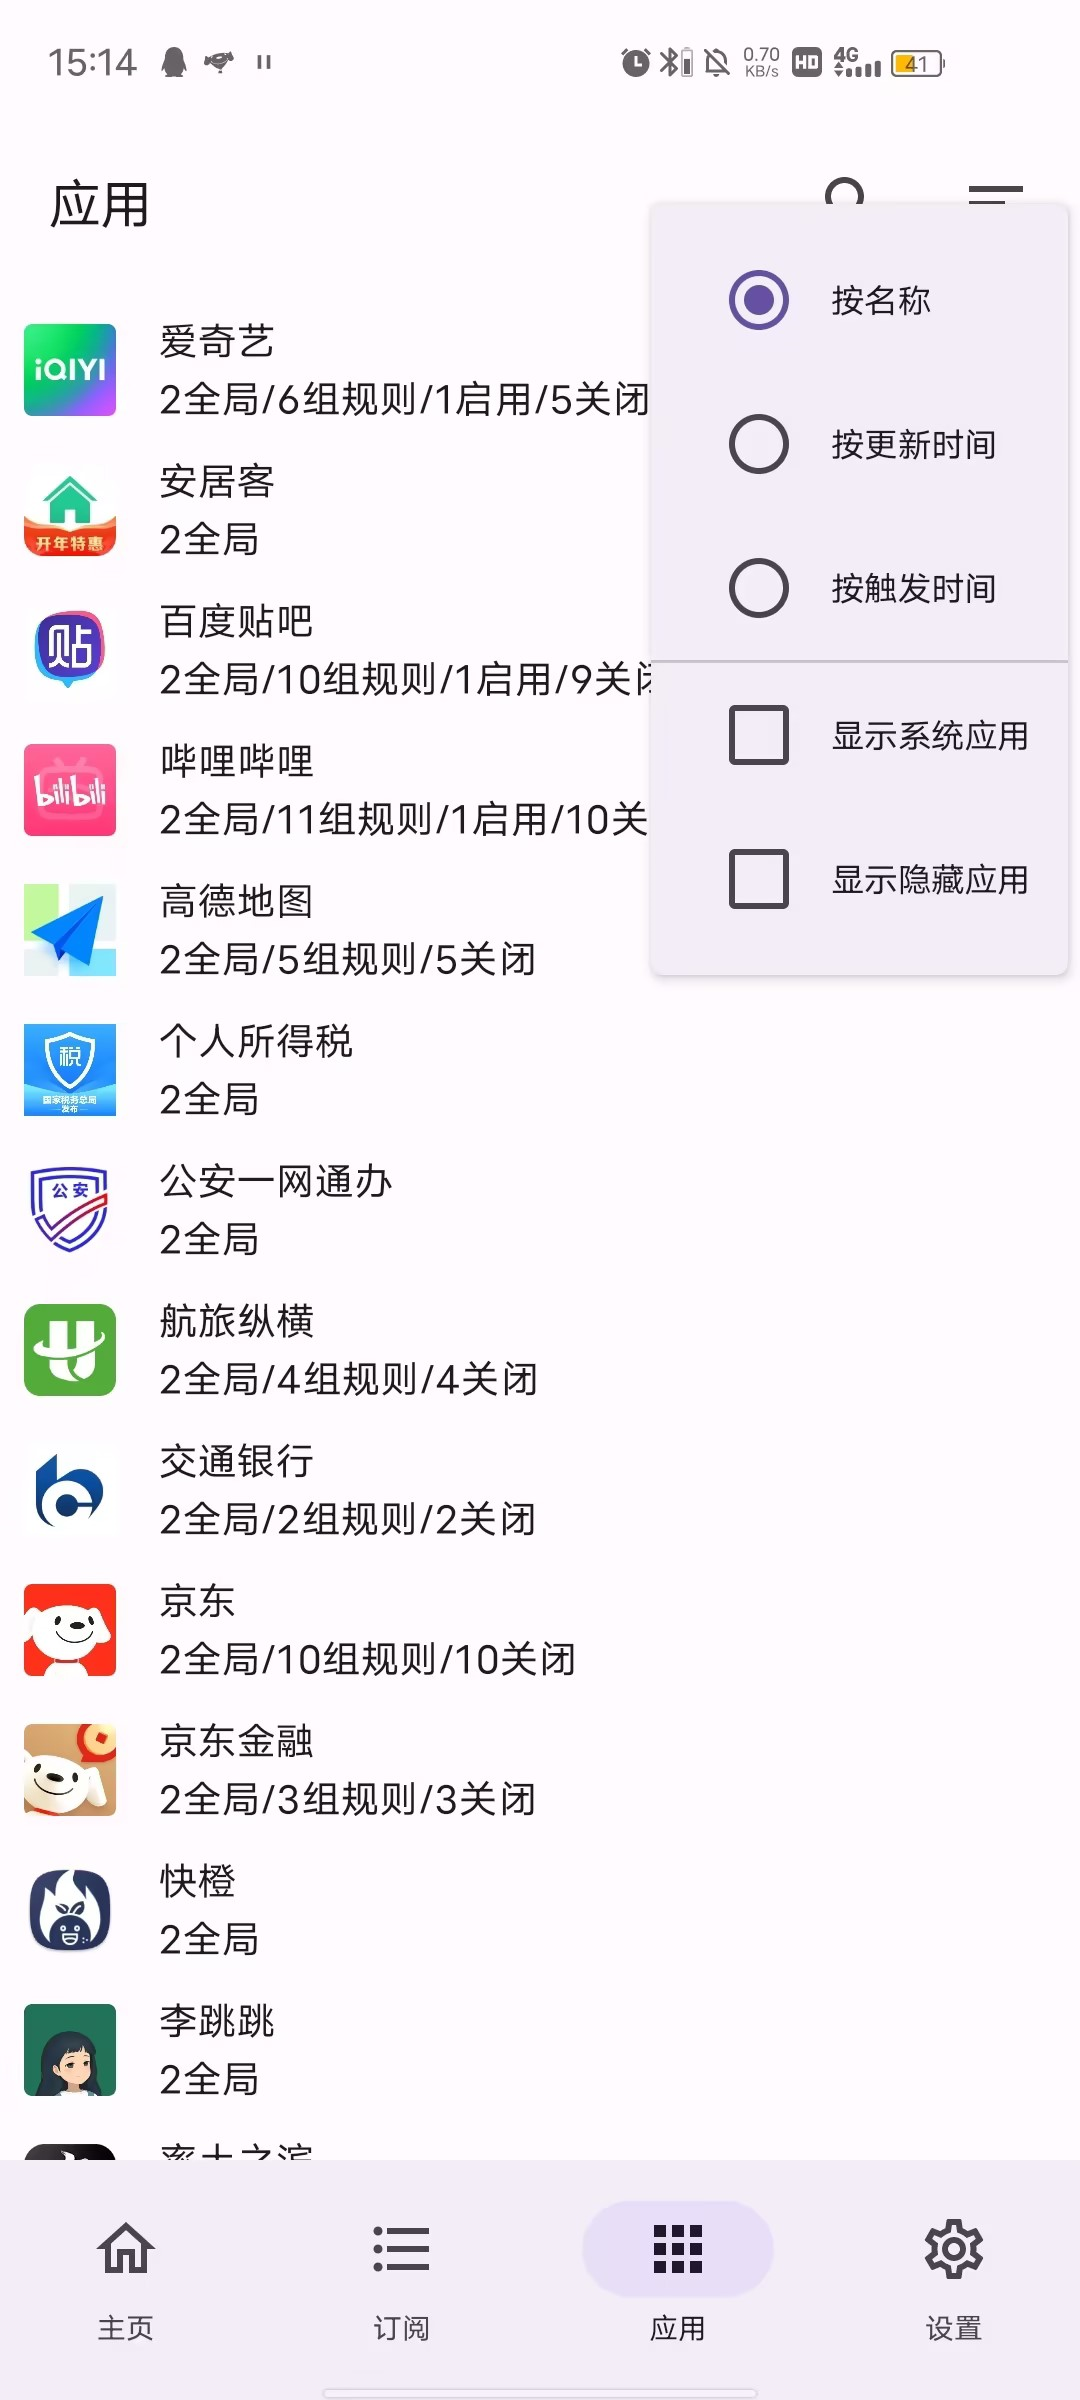 15:14
0.70
KB/s
HD
4G
41
应用
按名称
按更新时间
按触发时间
显示系统应用
显示隐藏应用
iQIYI
爱奇艺
2全局/6组规则/1启用/5关闭
开年特惠
安居客
2全局
贴
百度贴吧
2全局/10组规则/1启用/9关
bilibili
哔哩哔哩
2全局/11组规则/1启用/10关
高德地图
2全局/5组规则/5关闭
税
国家税务总局
发布
个人所得税
2全局
公安
公安一网通办
2全局
航旅纵横
2全局/4组规则/4关闭
交通银行
2全局/2组规则/2关闭
京东
2全局/10组规则/10关闭
京东金融
2全局/3组规则/3关闭
快橙
2全局
李跳跳
2全局
率土之滨
主页
订阅
应用
设置